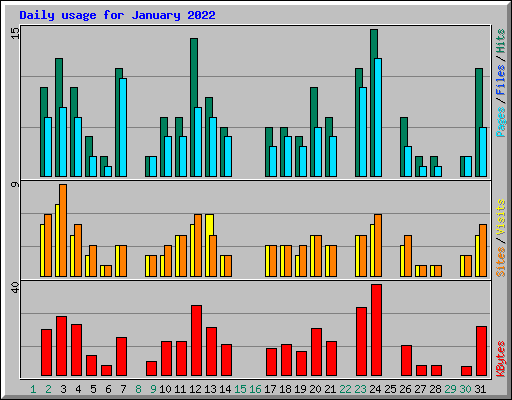 Daily usage for January 2022
15
9
40
Pages / Files / Hits
Sites / Visits
KBytes
1 2 3 4 5 6 7 8 9 10 11 12 13 14 15 16 17 18 19 20 21 22 23 24 25 26 27 28 29 30 31